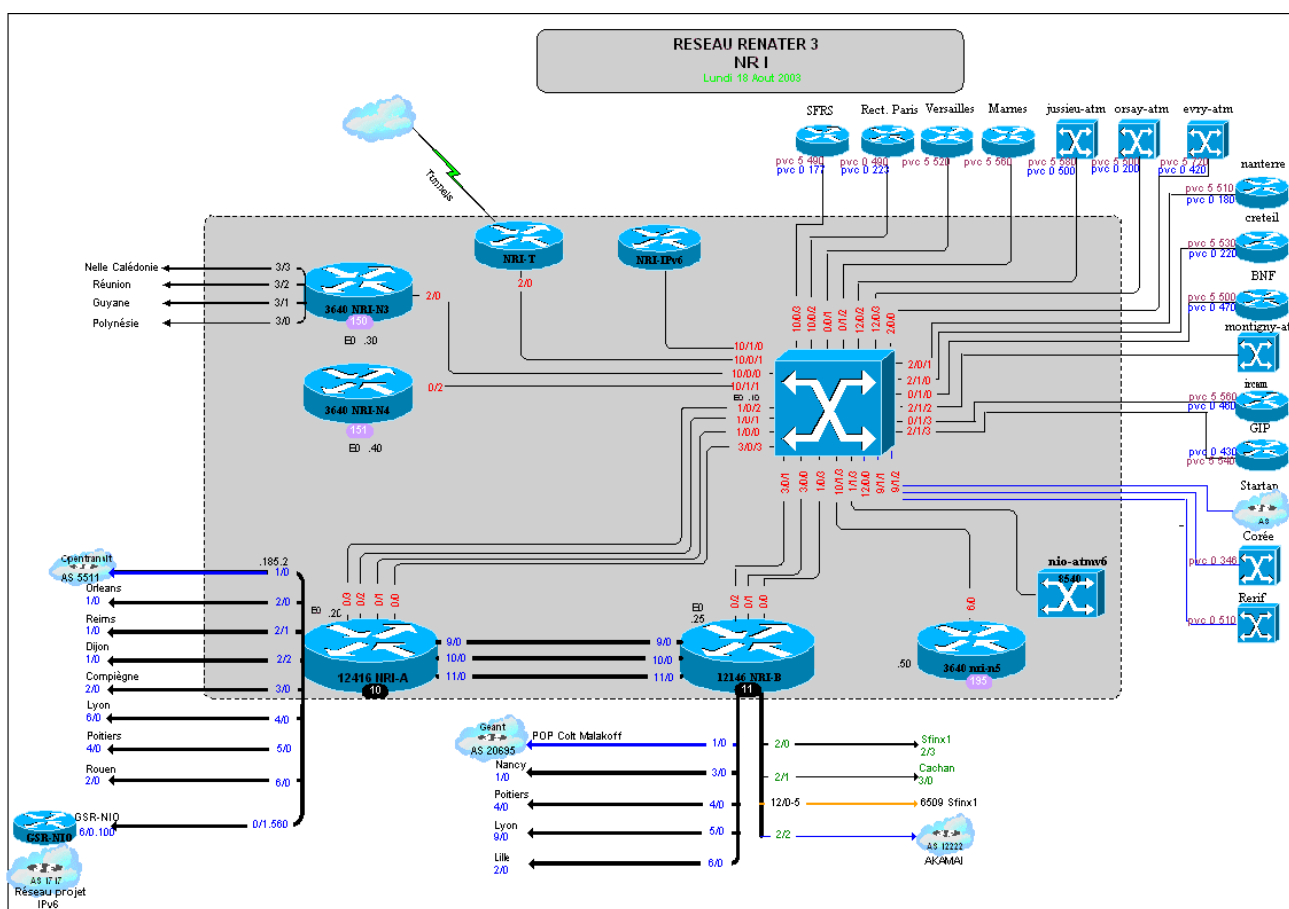 RESEAU RENATER 3
NR I
Lundi 18 Aout 2003
SFRS
Rect. Paris
Versailles
Marnes
jussieu-atm
orsay-atm
evry-atm
pvc 5 490
pvc 0 177
pvc 0 490
pvc 0 223
pvc 5 520
pvc 5 560
pvc 5 580
pvc 0 500
pvc 0 200
pvc 5 720
pvc 0 420
nanterre
pvc 5 510
pvc 0 180
creteil
pvc 5 530
pvc 0 220
BNF
pvc 5 500
pvc 0 470
montigny-at
ircam
pvc 5 560
pvc 0 460
GIP
pvc 0 430
pvc 5 540
Startap
AS
Corée
pvc 0 346
Rerif
pvc 0 510
Tunnels
NRI-T
2/0
NRI-IPv6
Nelle Calédonie
3/3
Réunion
3/2
Guyane
3/1
Polynésie
3/0
3640 NRI-N3
150
E0 .30
2/0
3640 NRI-N4
151
E0 .40
0/2
10/0/3
10/0/2
0/0/1
0/1/2
12/0/2
12/0/3
2/0/0
10/1/0
10/0/1
10/0/0
10/1/1
E0 .10
1/0/2
1/0/1
1/0/0
3/0/3
2/0/1
2/1/0
0/1/0
2/1/2
0/1/3
2/1/3
3/0/1
3/0/0
1/0/3
10/1/3
1/1/3
12/0/0
9/1/1
9/1/2
nio-atmv6
8540
6/0
3640 nri-n5
195
.50
Opentransit
AS 5511
.185.2
1/0
Orleans
1/0
2/0
Reims
1/0
2/1
Dijon
1/0
2/2
Compiègne
2/0
3/0
Lyon
6/0
4/0
Poitiers
4/0
5/0
Rouen
2/0
6/0
GSR-NIO
6/0.100
0/1.560
GSR-NIO
AS 1717
Réseau projet
IPv6
E0
.20
0/3
0/2
0/1
0/0
12416 NRI-A
10
9/0
10/0
11/0
9/0
10/0
11/0
E0
.25
0/2
0/1
0/0
12146 NRI-B
11
Geant
AS 20695
POP Colt Malakoff
1/0
Nancy
1/0
3/0
Poitiers
4/0
4/0
Lyon
9/0
5/0
Lille
2/0
6/0
2/0
Sfinx1
2/3
2/1
Cachan
3/0
12/0-5
6509 Sfinx1
2/2
AS 12222
AKAMAI